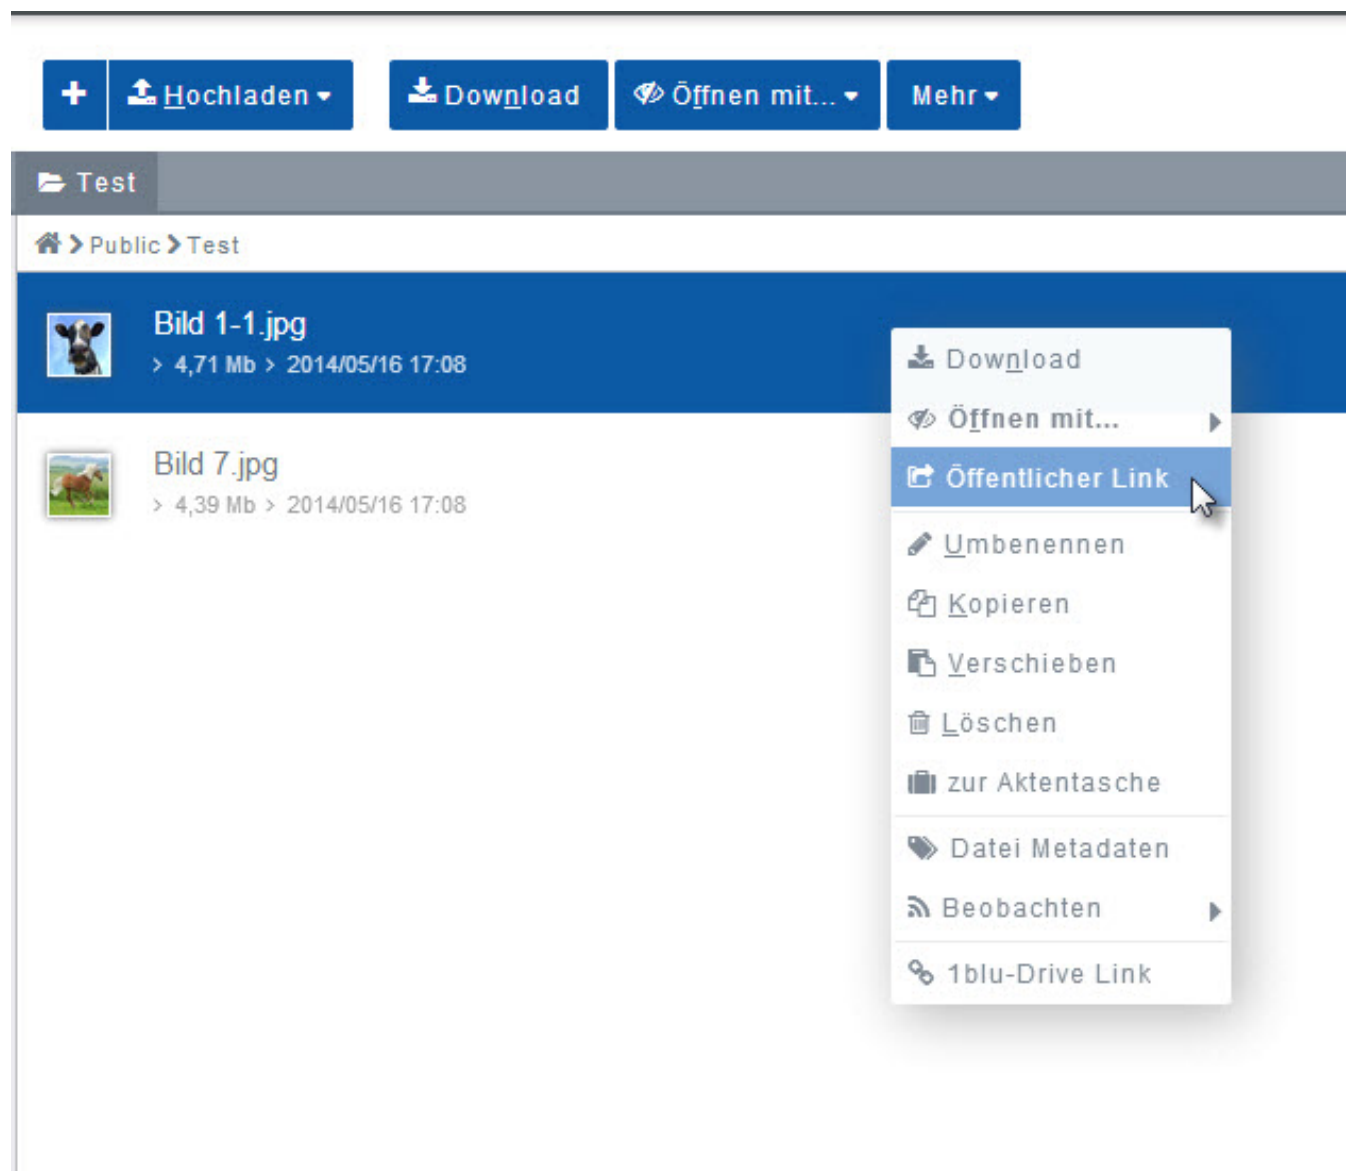 Hochladen
Download
Öffnen mit...
Mehr
Test
Public Test
Bild 1-1.jpg
> 4,71 Mb > 2014/05/16 17:08
Bild 7.jpg
> 4,39 Mb > 2014/05/16 17:08
Download
Öffnen mit...
Öffentlicher Link
Umbenennen
Kopieren
Verschieben
Löschen
zur Aktentasche
Datei Metadaten
Beobachten
1blu-Drive Link